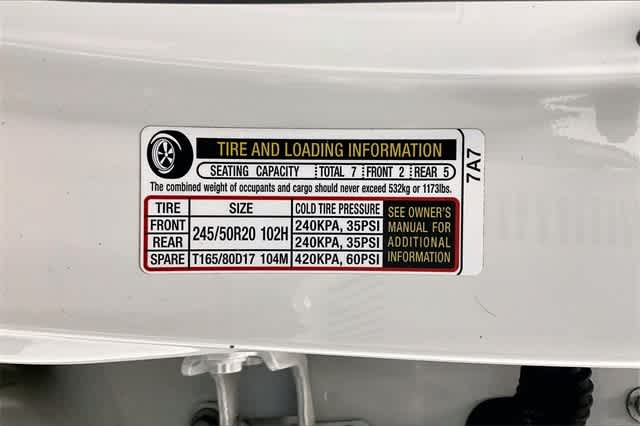 TIRE AND LOADING INFORMATION
SEATING CAPACITY TOTAL 7 FRONT 2 REAR 5
The combined weight of occupants and cargo should never exceed 532kg or 1173lbs.
TIRE SIZE COLD TIRE PRESSURE
FRONT 245/50R20 102H 240KPA, 35PSI
REAR 240KPA, 35PSI
SPARE T165/80D17 104M 420KPA, 60PSI
SEE OWNER'S
MANUAL FOR
ADDITIONAL
INFORMATION
7A7